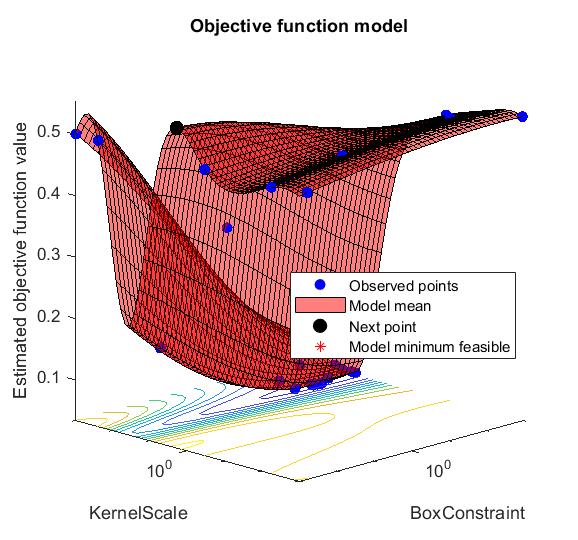 Objective function model
Estimated objective function value
0.5
0.4
0.3
0.2
0.1
Observed points
Model mean
Next point
Model minimum feasible
10^0
10^0
KernelScale
BoxConstraint